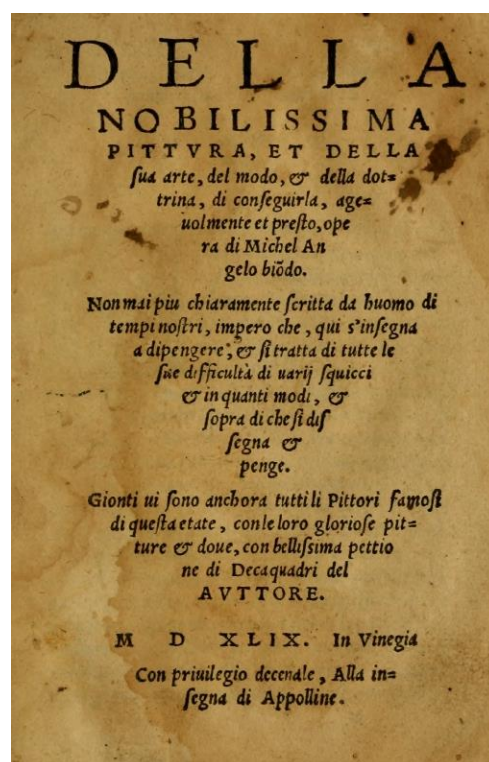 DELLA
NOBILISSIMA
PITTVRA, ET DELLA
ſua arte, del modo, & della dot=
trina, di conſeguirla, age=
uolmente et preſto, ope
ra di Michel An
gelo biōdo.
Non mai piu chiaramente ſcritta da huomo di
tempi noſtri, impero che, qui s'inſegna
a dipengere, & ſi tratta di tutte le
ſue difficultà di uarij ſquicci
& in quanti modi, &
ſopra di che ſi diſ
ſegna &
penge.
Gionti ui ſono anchora tutti li Pittori famoſi
di queſta etate, con le loro glorioſe pit=
ture & doue, con belliſsima pettio
ne di Decaquadri del
AVTTORE.
M D XLIX. In Vinegia
Con priuilegio decenale, Alla in=
ſegna di Appolline.